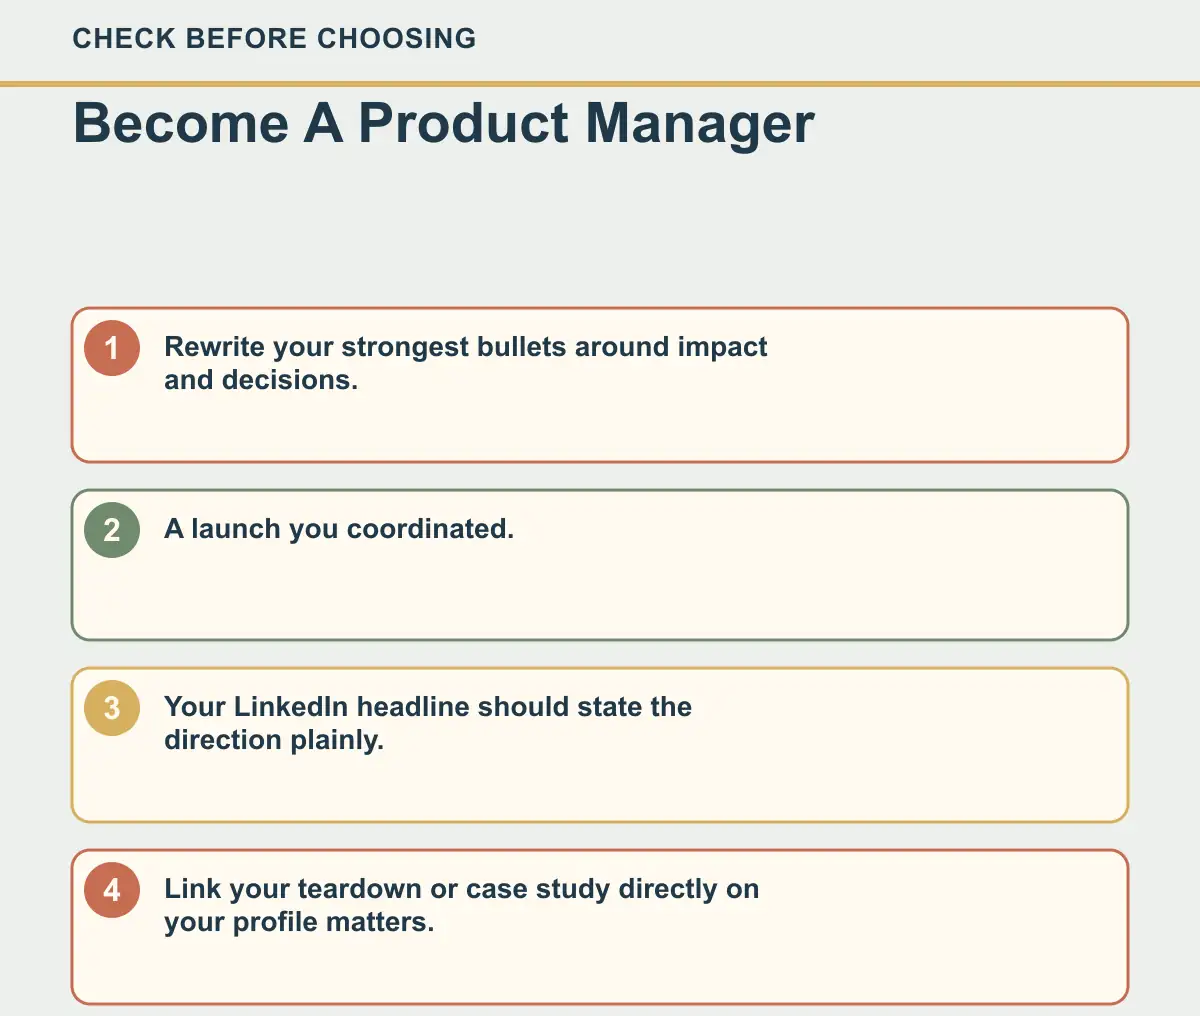 CHECK BEFORE CHOOSING
Become A Product Manager
1
Rewrite your strongest bullets around impact
and decisions.
2
A launch you coordinated.
3
Your LinkedIn headline should state the
direction plainly.
4
Link your teardown or case study directly on
your profile matters.